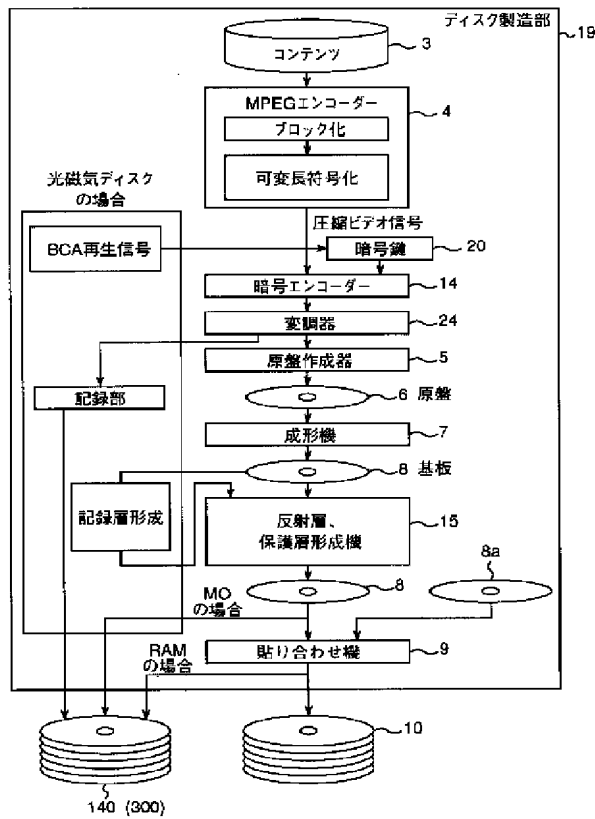 ディスク製造部
19
コンテンツ
3
MPEGエンコーダー
4
ブロック化
可変長符号化
光磁気ディスク
の場合
圧縮ビデオ信号
BCA再生信号
暗号鍵
20
暗号エンコーダー
14
変調器
24
原盤作成器
5
記録部
6 原盤
成形機
7
8 基板
記録層形成
反射層、
保護層形成機
15
8a
8
MO
の場合
貼り合わせ機
9
RAM
の場合
10
140 (300)